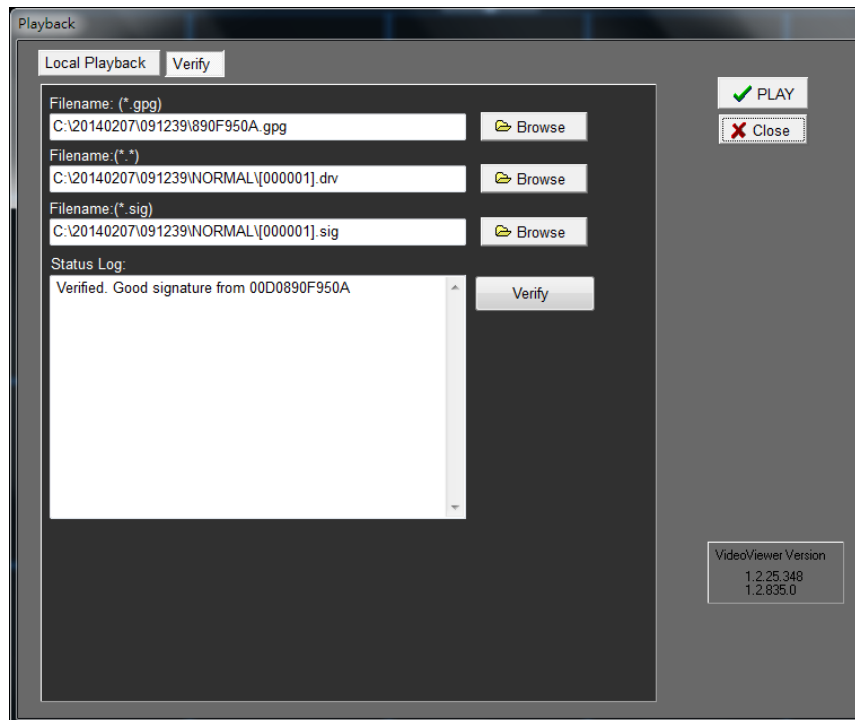 Playback
Local Playback Verify
PLAY
Close
Filename: (*.gpg)
C:\20140207\091239\890F950A.gpg Browse
Filename:(*.*)
C:\20140207\091239\NORMAL\[000001].drv Browse
Filename:(*.sig)
C:\20140207\091239\NORMAL\[000001].sig Browse
Status Log:
Verified. Good signature from 00D0890F950A
Verify
VideoViewer Version
1.2.25.348
1.2.835.0